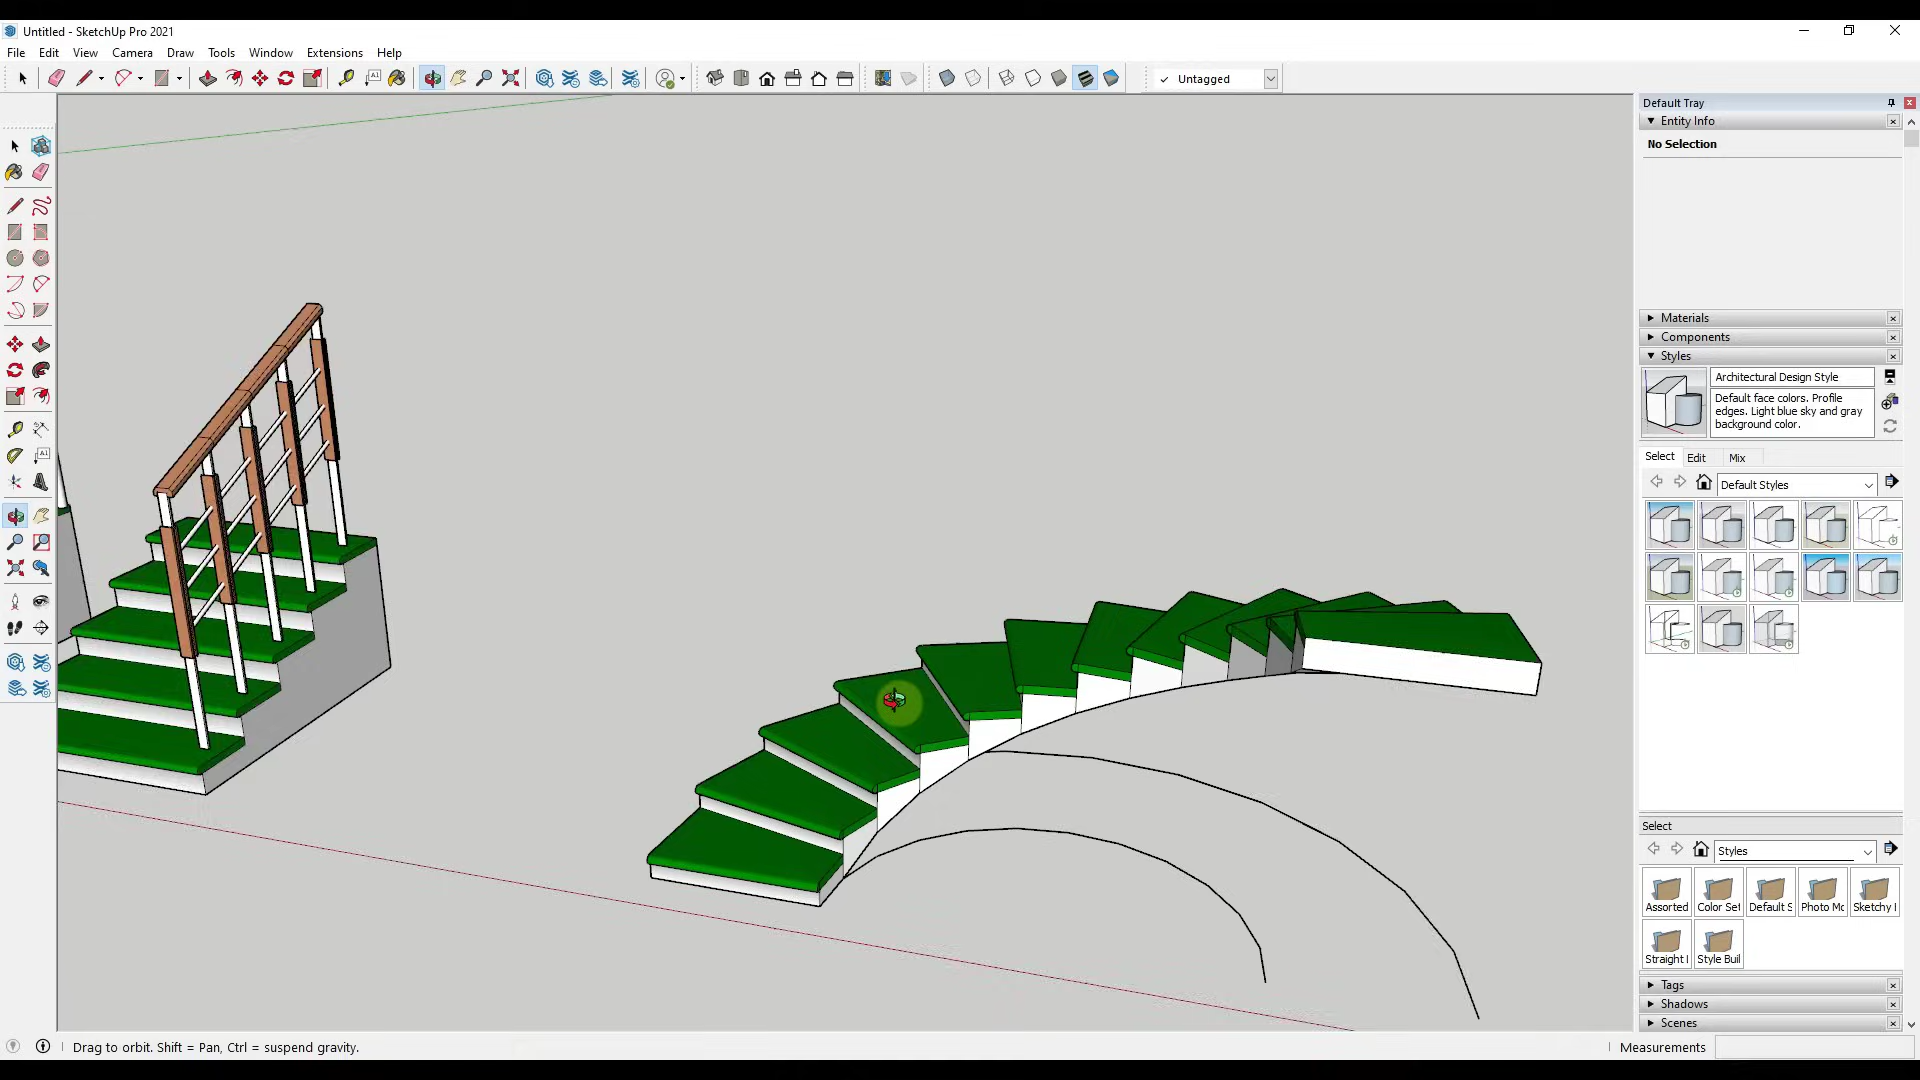 Untitled - SketchUp Pro 2021
File Edit View Camera Draw Tools Window Extensions Help
A1
Untagged
Default Tray
Entity Info
No Selection
A1
Materials
Components
Styles
Architectural Design Style
Default face colors. Profile
edges. Light blue sky and gray
background color.
Select Edit Mix
Default Styles
Select
Styles
Assorted Color Set Default S Photo Mo Sketchy I
Straight I Style Buil
Tags
Shadows
Scenes
Drag to orbit. Shift = Pan, Ctrl = suspend gravity.
Measurements